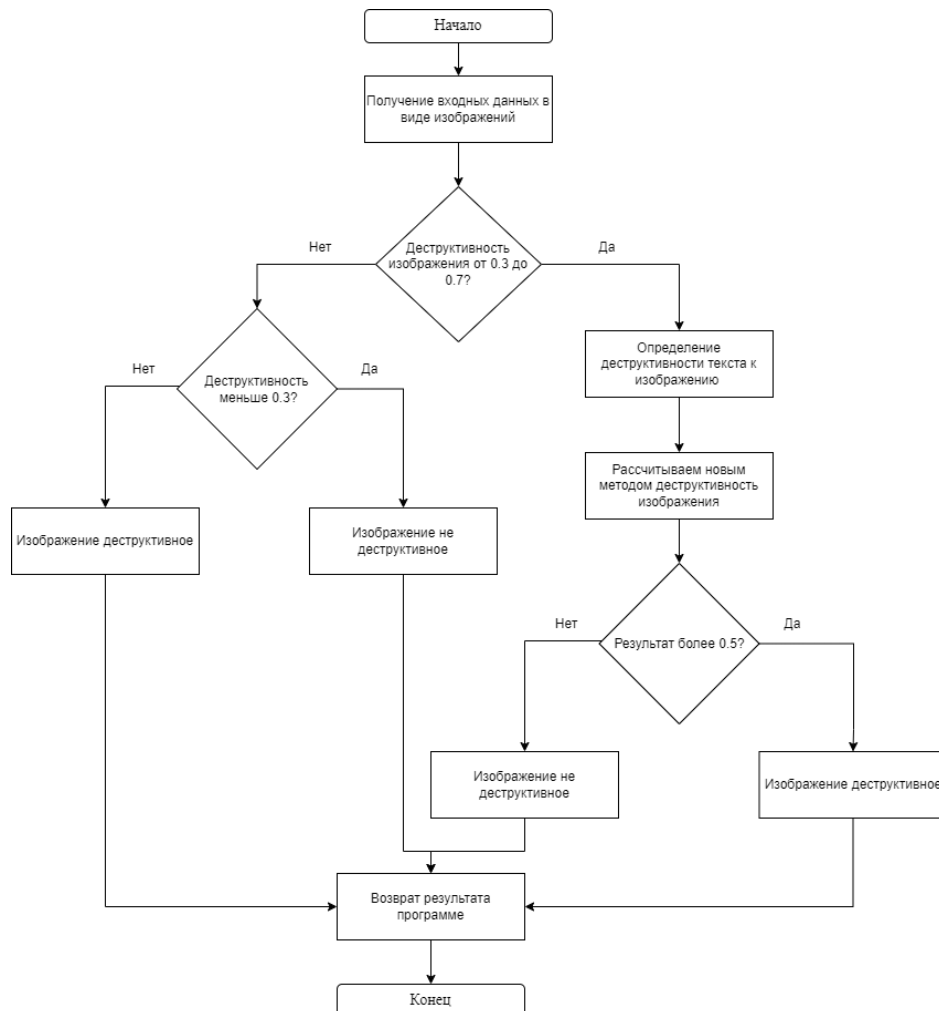 Начало
Получение входных данных в
виде изображений
Деструктивность
изображения от 0.3 до
0.7?
Нет
Да
Деструктивность
меньше 0.3?
Нет
Да
Изображение деструктивное
Изображение не
деструктивное
Определение
деструктивности текста к
изображению
Рассчитываем новым
методом деструктивность
изображения
Результат более 0.5?
Нет
Да
Изображение не
деструктивное
Изображение деструктивное
Возврат результата
программе
Конец